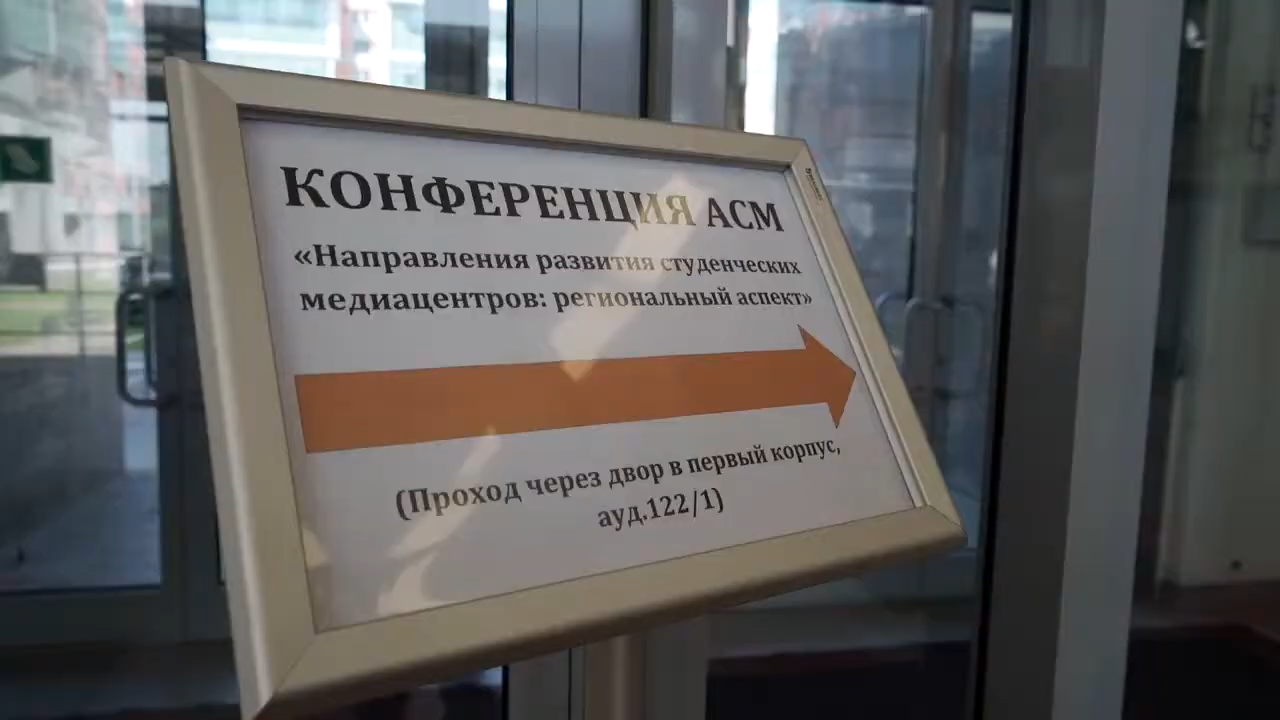 КОНФЕРЕНЦИЯ АСМ
«Направления развития студенческих
медиацентров: региональный аспект»
(Проход через двор в первый корпус,
ауд.122/1)